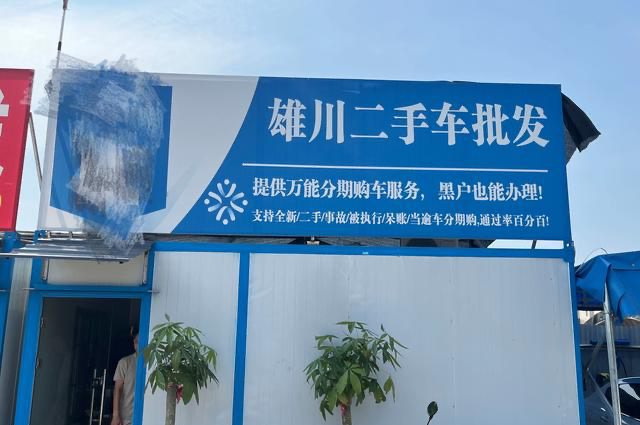 雄川二手车批发
提供万能分期购车服务，黑户也能办理!
支持全新/二手/事故/被执行/呆账/当逾车分期购,通过率百分百!